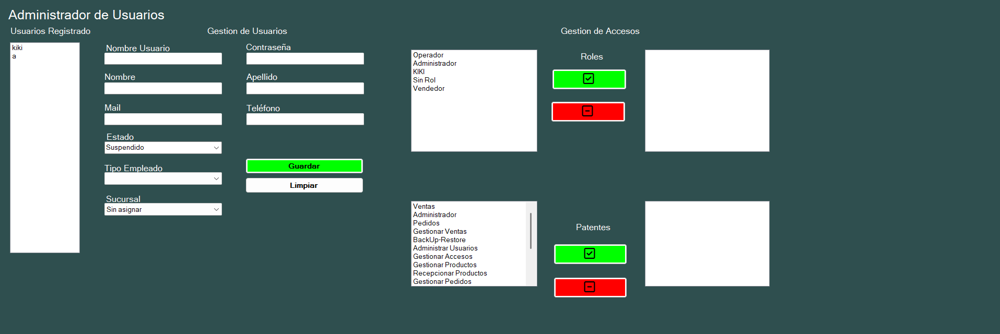 Administrador de Usuarios
Usuarios Registrado
Gestion de Usuarios
Gestion de Accesos
kiki
a
Nombre Usuario
Contraseña
Nombre
Apellido
Mail
Teléfono
Estado
Suspendido
Tipo Empleado
Sucursal
Sin asignar
Guardar
Limpiar
Operador
Administrador
KIKI
Sin Rol
Vendedor
Roles
Ventas
Administrador
Pedidos
Gestionar Ventas
BackUp-Restore
Administrar Usuarios
Gestionar Accesos
Gestionar Productos
Recepcionar Productos
Gestionar Pedidos
Patentes